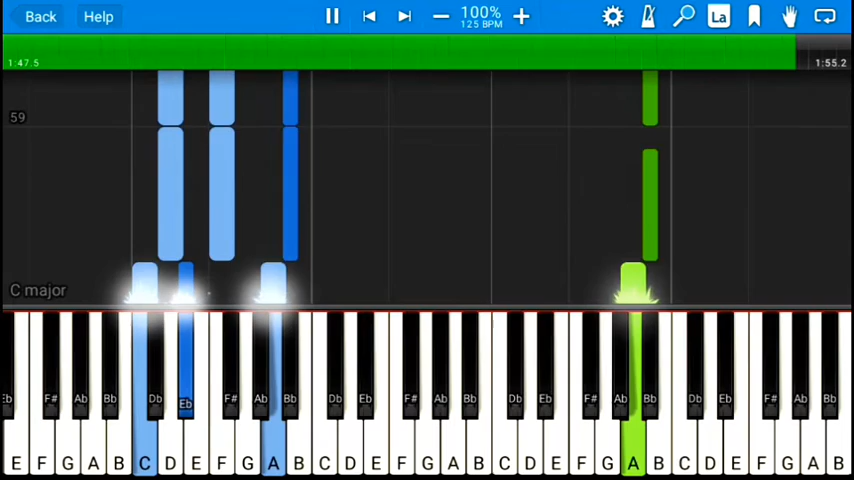 Back Help 100% La
125 BPM
1:47.5 1:55.2
59
C major
Eb F# Ab Bb Db Eb F# Ab Bb Db Eb F# Ab Bb Db Eb F# Ab Bb Db Eb F# Ab Bb
E F G A B C D E F G A B C D E F G A B C D E F G A B C D E F G A B